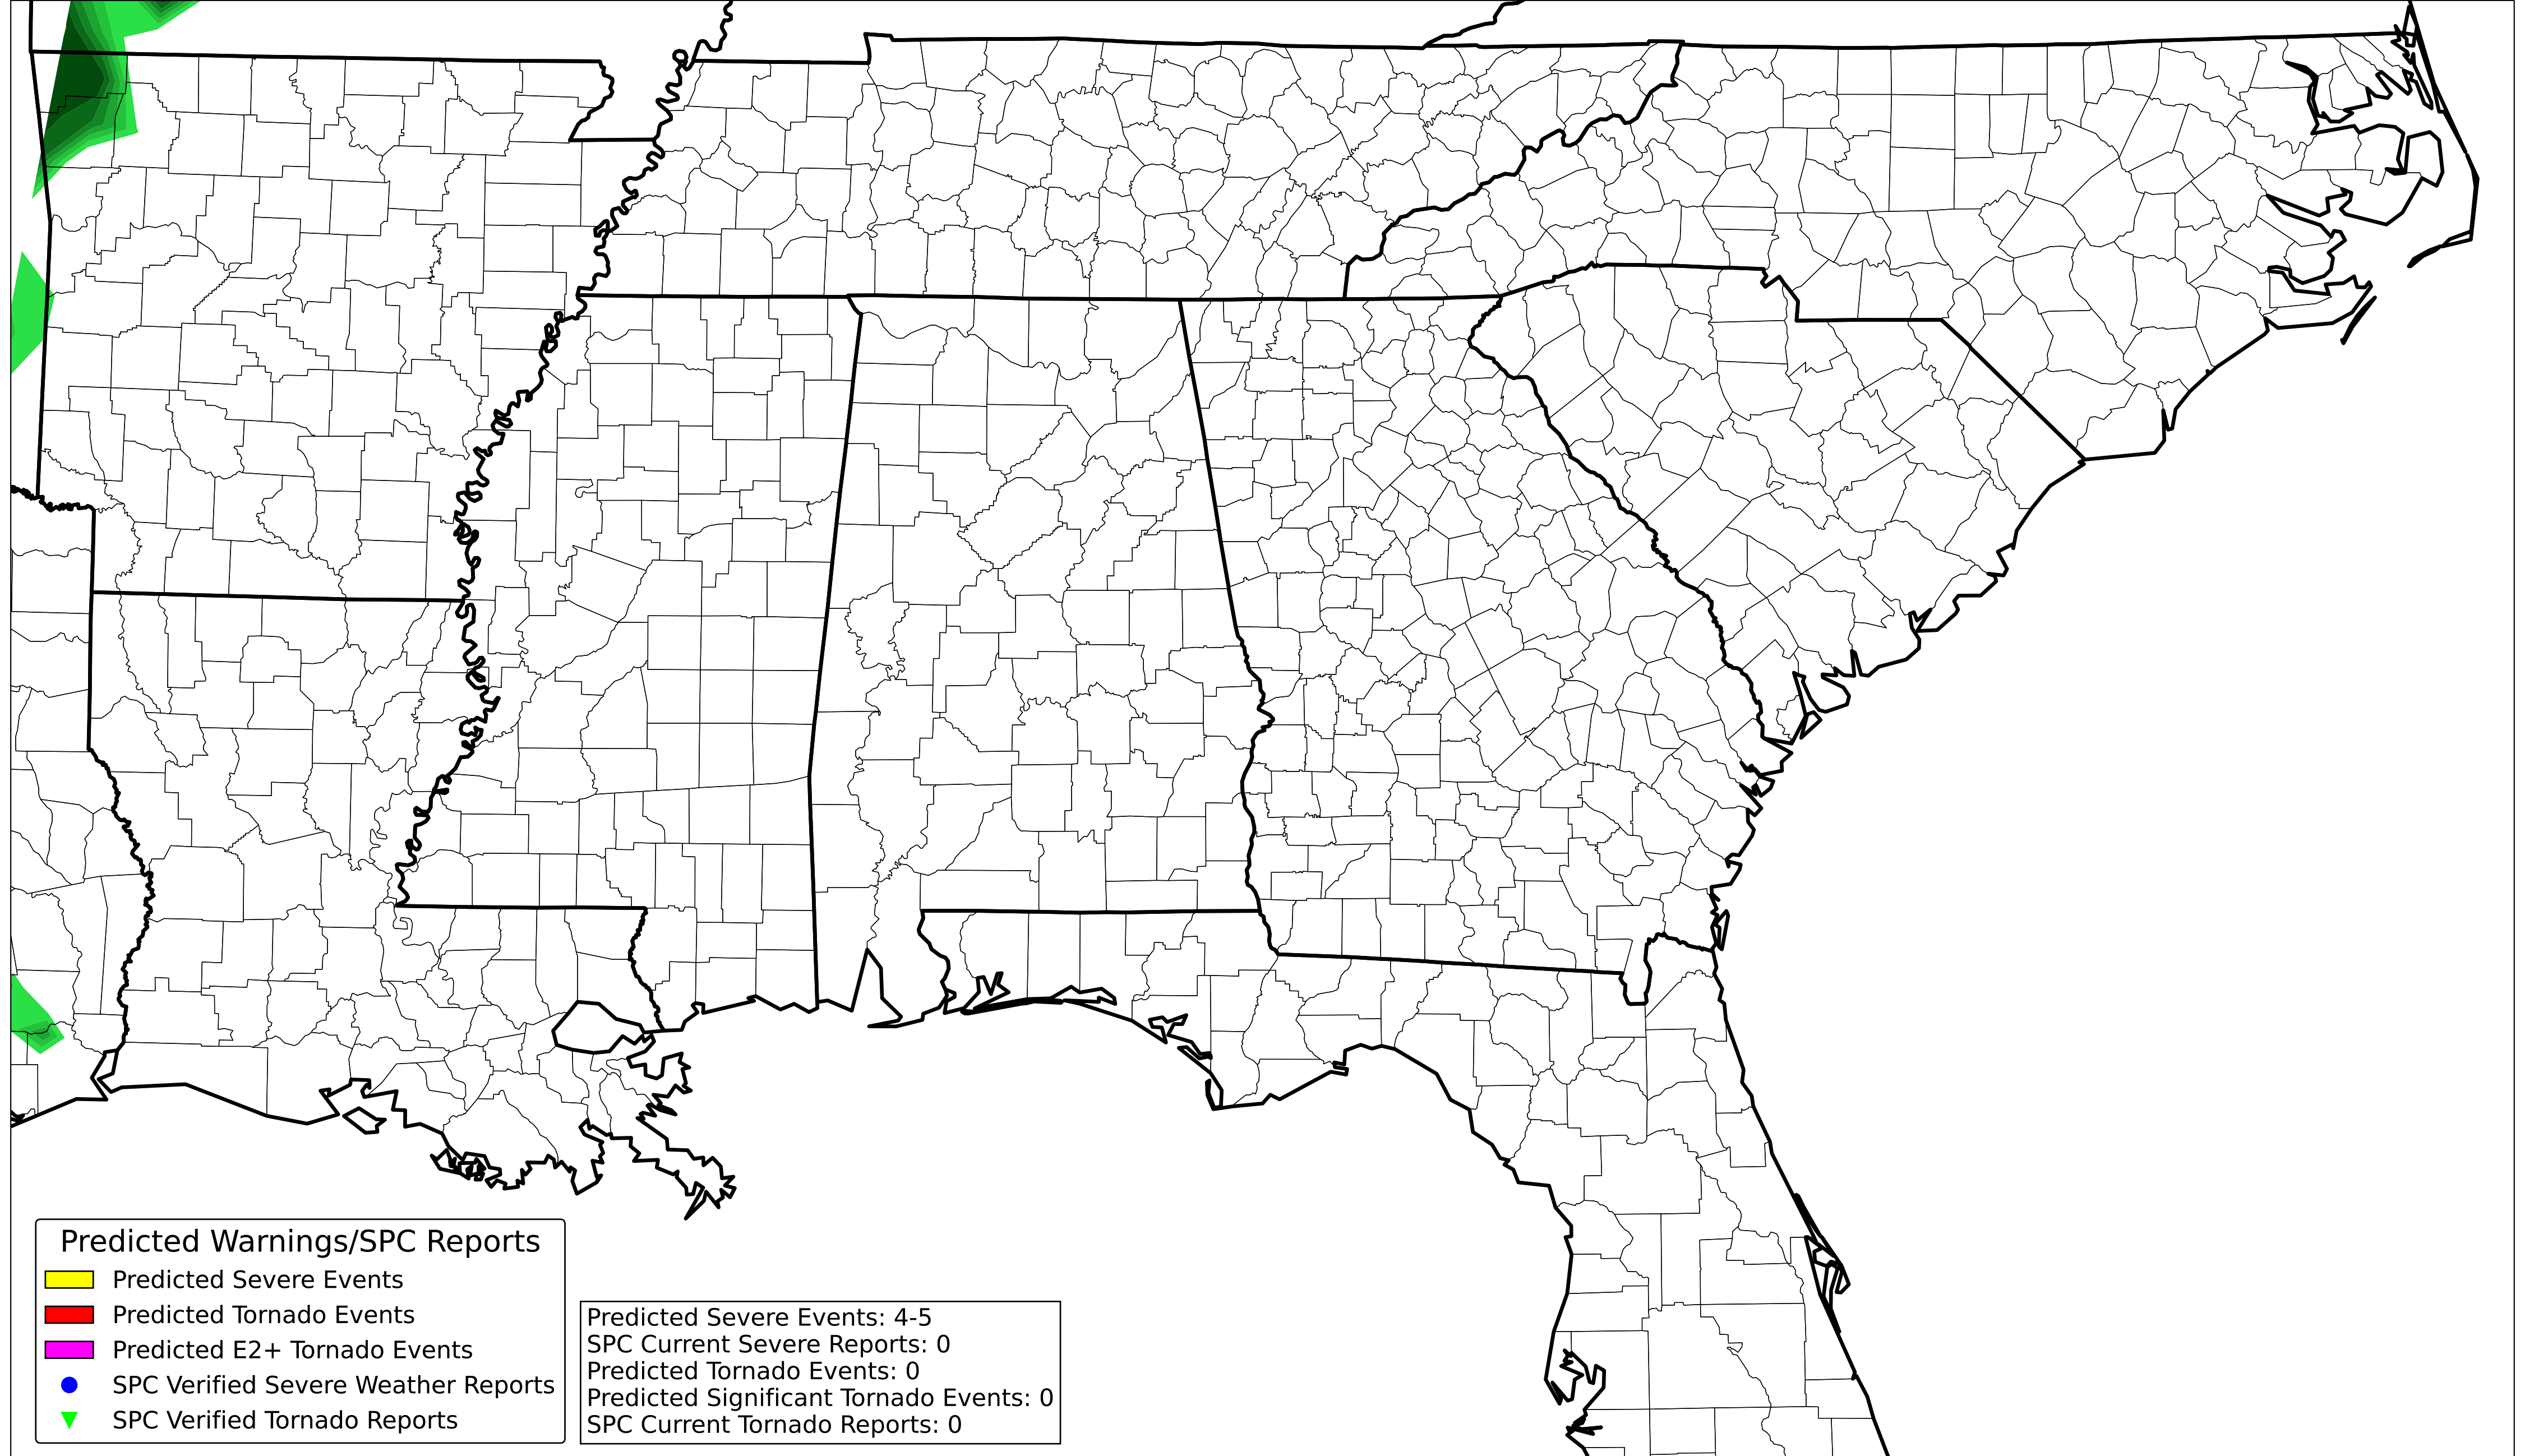 Predicted Warnings/SPC Reports
Predicted Severe Events
Predicted Tornado Events
Predicted E2+ Tornado Events
SPC Verified Severe Weather Reports
SPC Verified Tornado Reports
Predicted Severe Events: 4-5
SPC Current Severe Reports: 0
Predicted Tornado Events: 0
Predicted Significant Tornado Events: 0
SPC Current Tornado Reports: 0